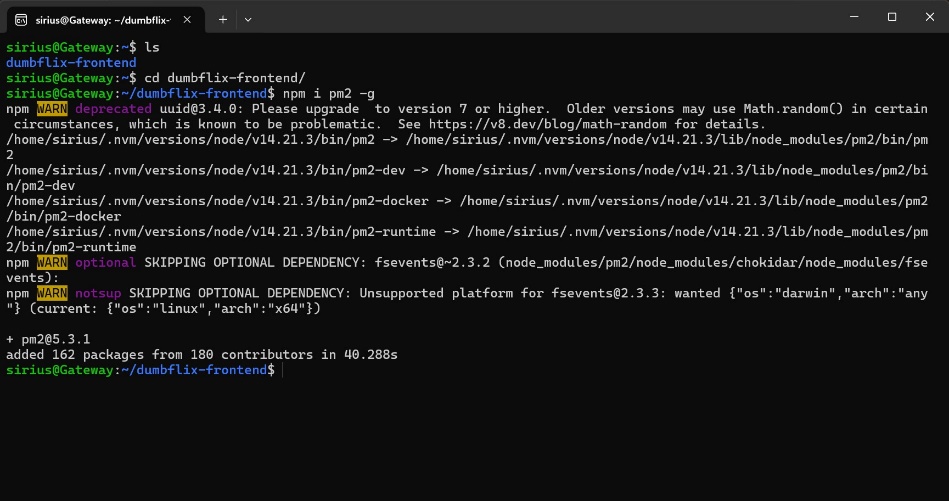 sirius@Gateway: ~/dumbflix-
sirius@Gateway:~$ ls
dumbflix-frontend
sirius@Gateway:~$ cd dumbflix-frontend/
sirius@Gateway:~/dumbflix-frontend$ npm i pm2 -g
npm WARN deprecated uuid@3.4.0: Please upgrade  to version 7 or higher.  Older versions may use Math.random() in certain
 circumstances, which is known to be problematic.  See https://v8.dev/blog/math-random for details.
/home/sirius/.nvm/versions/node/v14.21.3/bin/pm2 -> /home/sirius/.nvm/versions/node/v14.21.3/lib/node_modules/pm2/bin/pm
2
/home/sirius/.nvm/versions/node/v14.21.3/bin/pm2-dev -> /home/sirius/.nvm/versions/node/v14.21.3/lib/node_modules/pm2/bi
n/pm2-dev
/home/sirius/.nvm/versions/node/v14.21.3/bin/pm2-docker -> /home/sirius/.nvm/versions/node/v14.21.3/lib/node_modules/pm2
/bin/pm2-docker
/home/sirius/.nvm/versions/node/v14.21.3/bin/pm2-runtime -> /home/sirius/.nvm/versions/node/v14.21.3/lib/node_modules/pm
2/bin/pm2-runtime
npm WARN optional SKIPPING OPTIONAL DEPENDENCY: fsevents@~2.3.2 (node_modules/pm2/node_modules/chokidar/node_modules/fse
vents):
npm WARN notsup SKIPPING OPTIONAL DEPENDENCY: Unsupported platform for fsevents@2.3.3: wanted {"os":"darwin","arch":"any
"} (current: {"os":"linux","arch":"x64"})
+ pm2@5.3.1
added 162 packages from 180 contributors in 40.288s
sirius@Gateway:~/dumbflix-frontend$